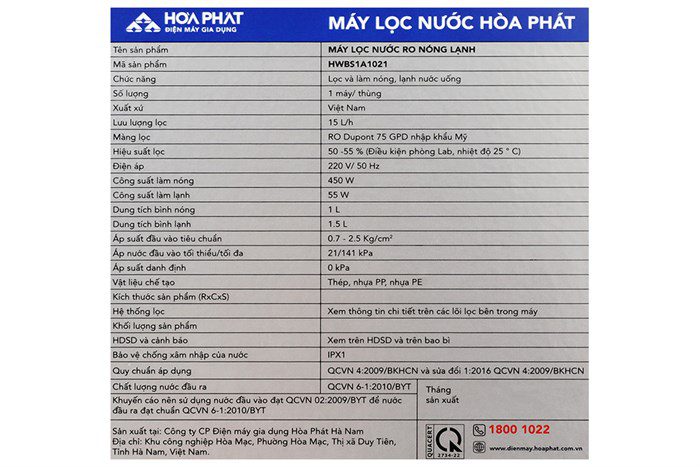 HOA PHAT
ĐIỆN MÁY GIA DỤNG
MÁY LỌC NƯỚC HÒA PHÁT
Tên sản phẩm MÁY LỌC NƯỚC RO NÓNG LẠNH
Mã sản phẩm HWBS1A1021
Chức năng Lọc và làm nóng, lạnh nước uống
Số lượng 1 máy/ thùng
Xuất xứ Việt Nam
Lưu lượng lọc 15 L/h
Màng lọc RO Dupont 75 GPD nhập khẩu Mỹ
Hiệu suất lọc 50 -55 % (Điều kiện phòng Lab, nhiệt độ 25 ° C)
Điện áp 220 V/ 50 Hz
Công suất làm nóng 450 W
Công suất làm lạnh 55 W
Dung tích bình nóng 1 L
Dung tích bình lạnh 1.5 L
Áp suất đầu vào tiêu chuẩn 0.7 - 2.5 Kg/cm²
Áp nước đầu vào tối thiểu/tối đa 21/141 kPa
Áp suất danh định 0 kPa
Vật liệu chế tạo Thép, nhựa PP, nhựa PE
Kích thước sản phẩm (RxCxS)
Hệ thống lọc Xem thông tin chi tiết trên các lõi lọc bên trong máy
Khối lượng sản phẩm
HDSD và cảnh báo Xem trên HDSD và trên bao bì
Bảo vệ chống xâm nhập của nước IPX1
Quy chuẩn áp dụng QCVN 4:2009/BKHCN và sửa đổi 1:2016 QCVN 4:2009/BKHCN
Chất lượng nước đầu ra QCVN 6-1:2010/BYT
Khuyến cáo nên sử dụng nước đầu vào đạt QCVN 02:2009/BYT để nước
đầu ra đạt chuẩn QCVN 6-1:2010/BYT
Tháng
sản xuất
Sản xuất tại: Công ty CP Điện máy gia dụng Hòa Phát Hà Nam
Địa chỉ: Khu công nghiệp Hòa Mạc, Phường Hòa Mạc, Thị xã Duy Tiên,
Tỉnh Hà Nam, Việt Nam
QUACERT
2734-22
1800 1022
www.dienmay.hoaphat.com.vn